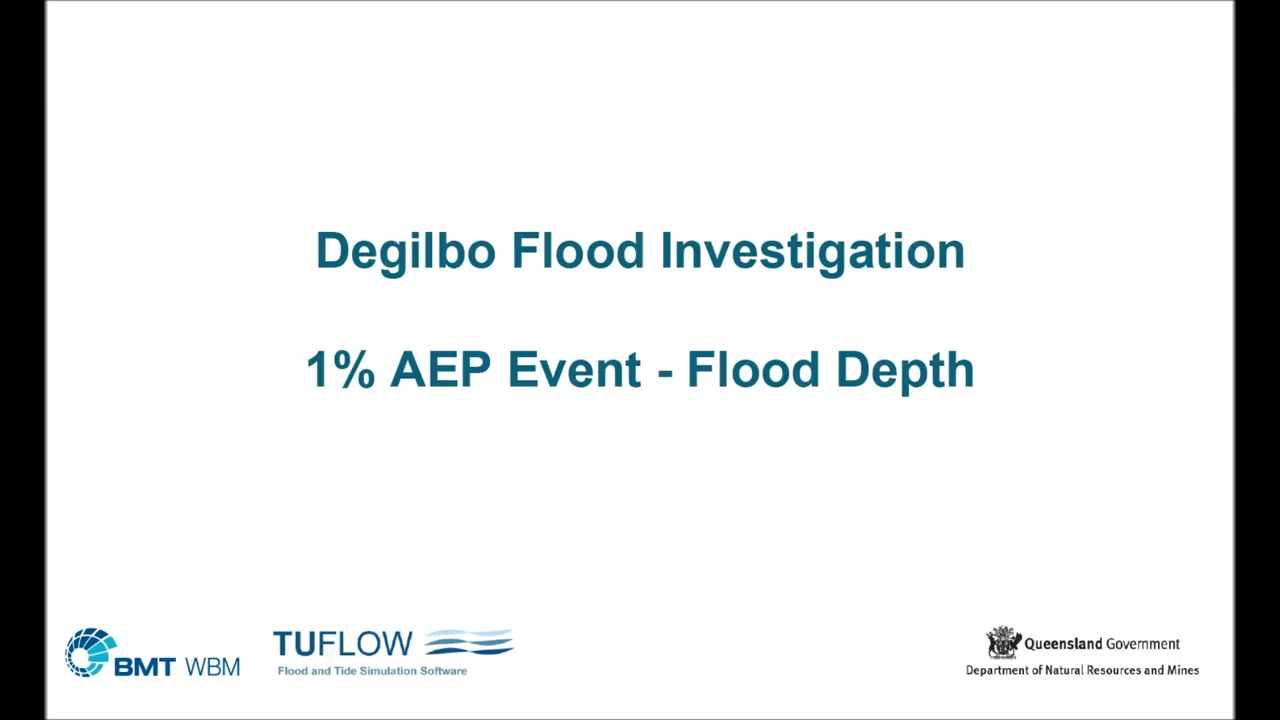 Degilbo Flood Investigation
1% AEP Event - Flood Depth
BMT WBM
TUFLOW
Flood and Tide Simulation Software
Queensland Government
Department of Natural Resources and Mines